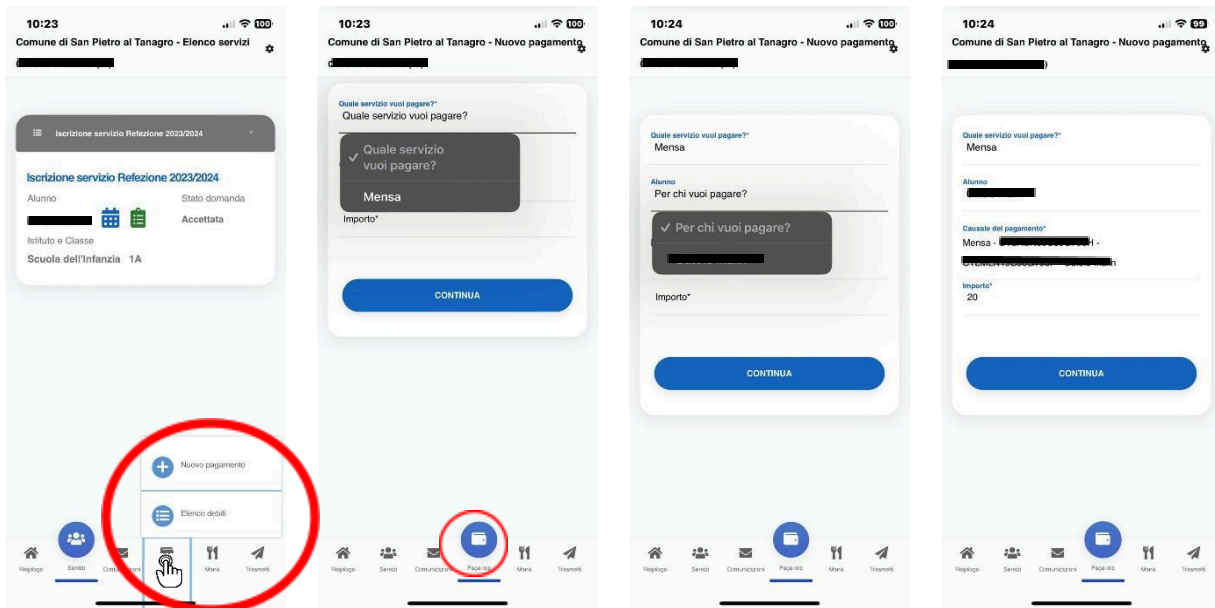 10:23
100
Comune di San Pietro al Tanagro - Elenco servizi
Iscrizione servizio Refezione 2023/2024
Iscrizione servizio Refezione 2023/2024
Alunno
Stato domanda
Accettata
Istituto e Classe
Scuola dell'Infanzia 1A
Nuovo pagamento
Elenco debiti
Riepilogo
Servizi
Comunicazioni
Menù
Trasmetti
10:23
100
Comune di San Pietro al Tanagro - Nuovo pagamento
Quale servizio vuoi pagare?*
Quale servizio vuoi pagare?
✓ Quale servizio
vuoi pagare?
Mensa
Importo*
CONTINUA
Riepilogo
Servizi
Comunicazioni
Paga ora
Menù
Trasmetti
10:24
100
Comune di San Pietro al Tanagro - Nuovo pagamento
Quale servizio vuoi pagare?*
Mensa
Alunno
Per chi vuoi pagare?
✓ Per chi vuoi pagare?
Importo*
CONTINUA
Riepilogo
Servizi
Comunicazioni
Paga ora
Menù
Trasmetti
10:24
99
Comune di San Pietro al Tanagro - Nuovo pagamento
Quale servizio vuoi pagare?*
Mensa
Alunno
Causale del pagamento*
Mensa -
Importo*
20
CONTINUA
Riepilogo
Servizi
Comunicazioni
Paga ora
Menù
Trasmetti